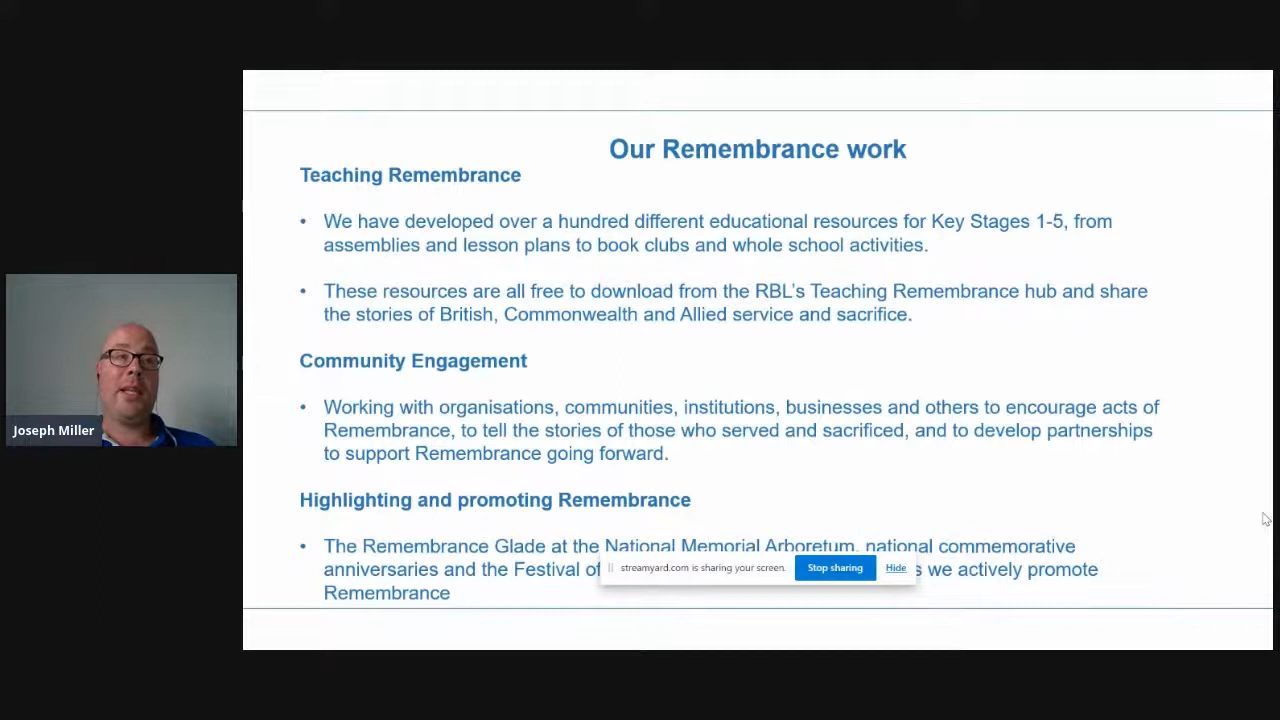 Our Remembrance work
Teaching Remembrance
• We have developed over a hundred different educational resources for Key Stages 1-5, from
assemblies and lesson plans to book clubs and whole school activities.
• These resources are all free to download from the RBL's Teaching Remembrance hub and share
the stories of British, Commonwealth and Allied service and sacrifice.
Community Engagement
• Working with organisations, communities, institutions, businesses and others to encourage acts of
Remembrance, to tell the stories of those who served and sacrificed, and to develop partnerships
to support Remembrance going forward.
Highlighting and promoting Remembrance
• The Remembrance Glade at the National Memorial Arboretum, national commemorative
anniversaries and the Festival of we actively promote
Remembrance
streamyard.com is sharing your screen. Stop sharing Hide
Joseph Miller